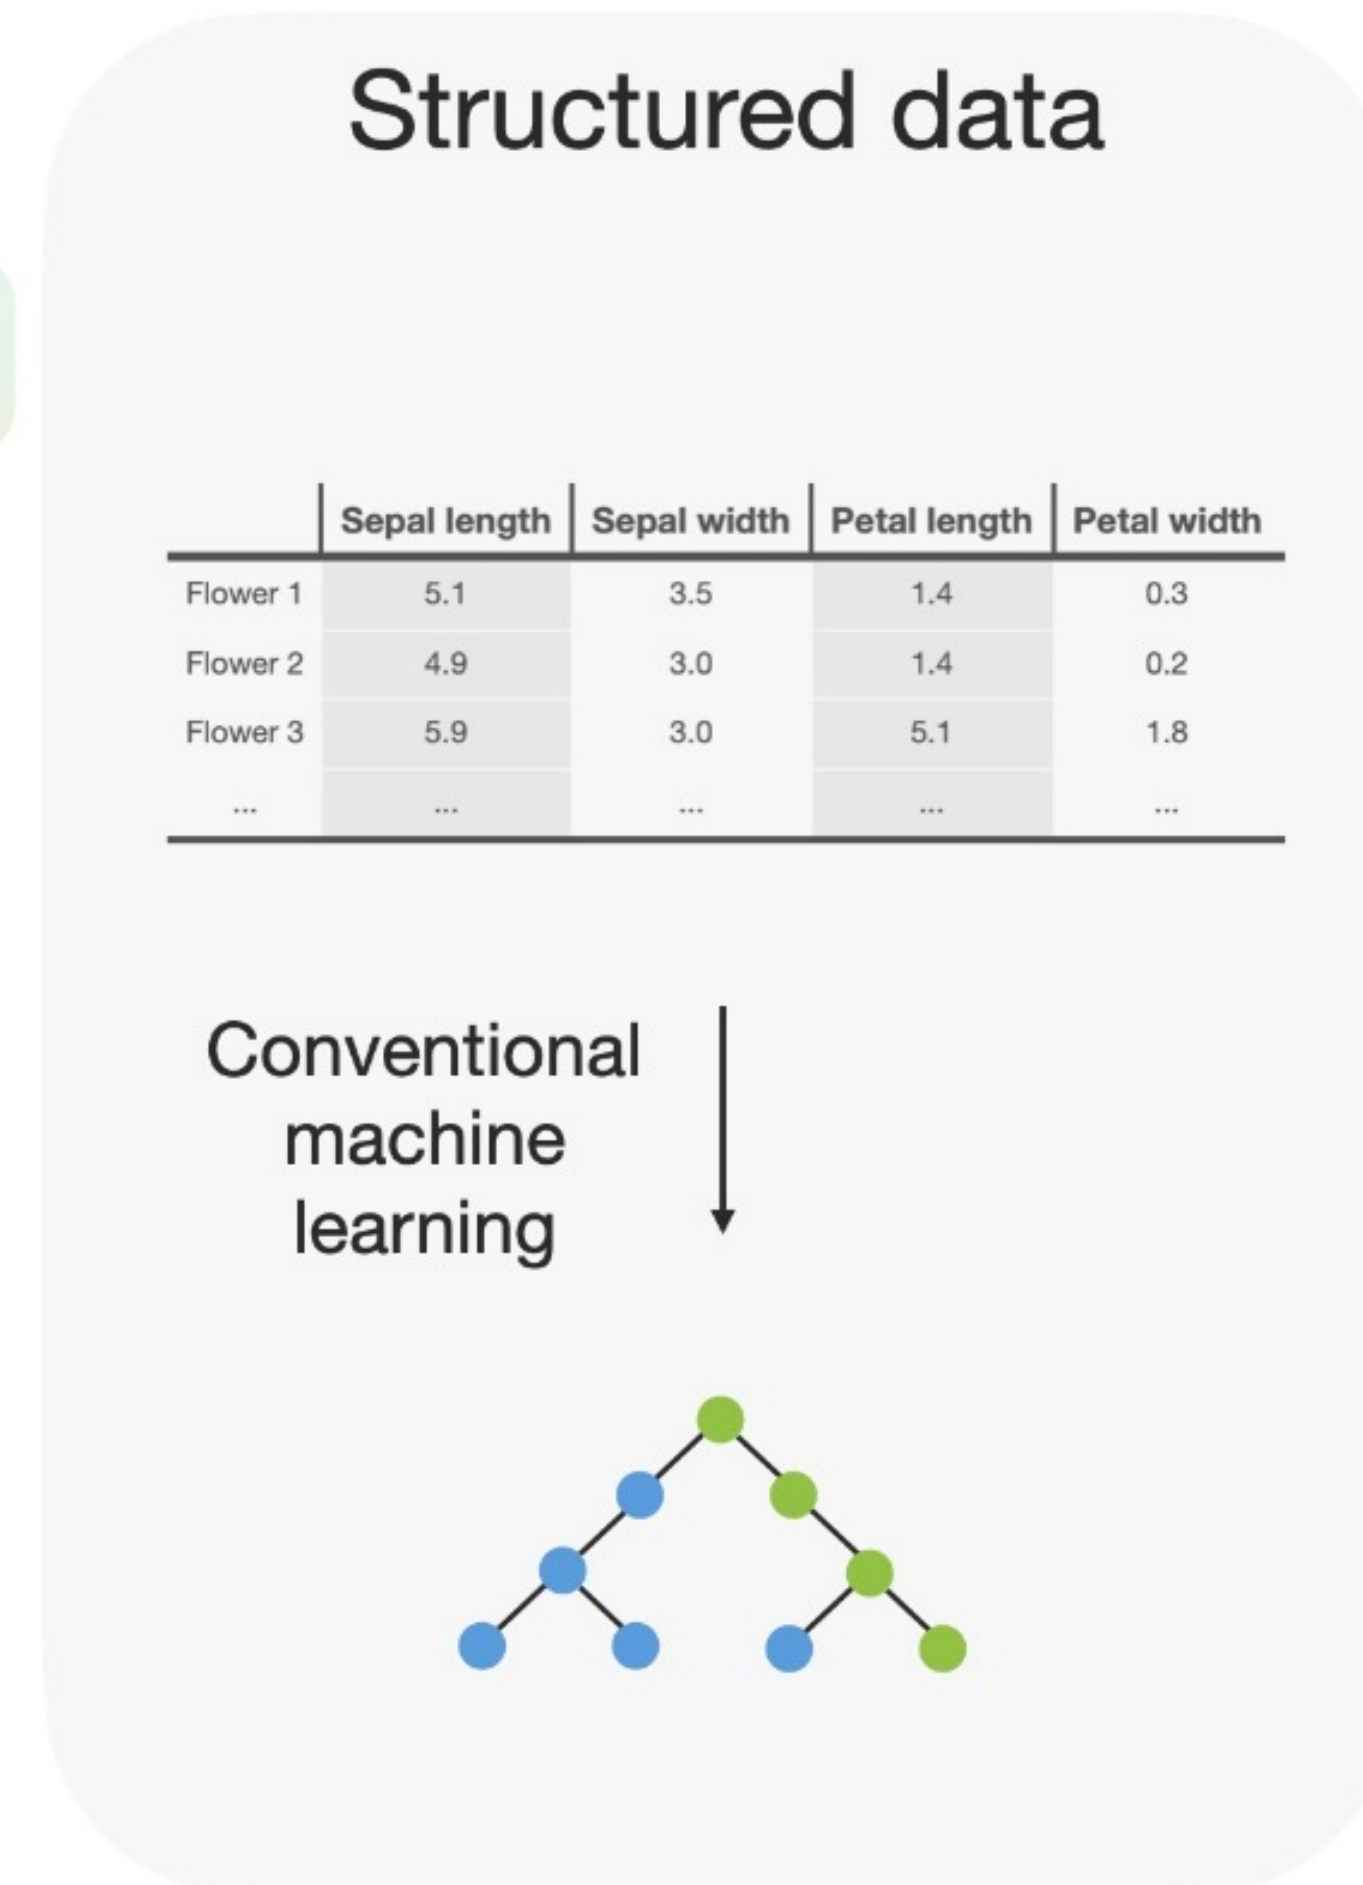 Structured data
Sepal length Sepal width Petal length Petal width
Flower 1 5.1 3.5 1.4 0.3
Flower 2 4.9 3.0 1.4 0.2
Flower 3 5.9 3.0 5.1 1.8
... ... ... ... ...
Conventional
machine
learning